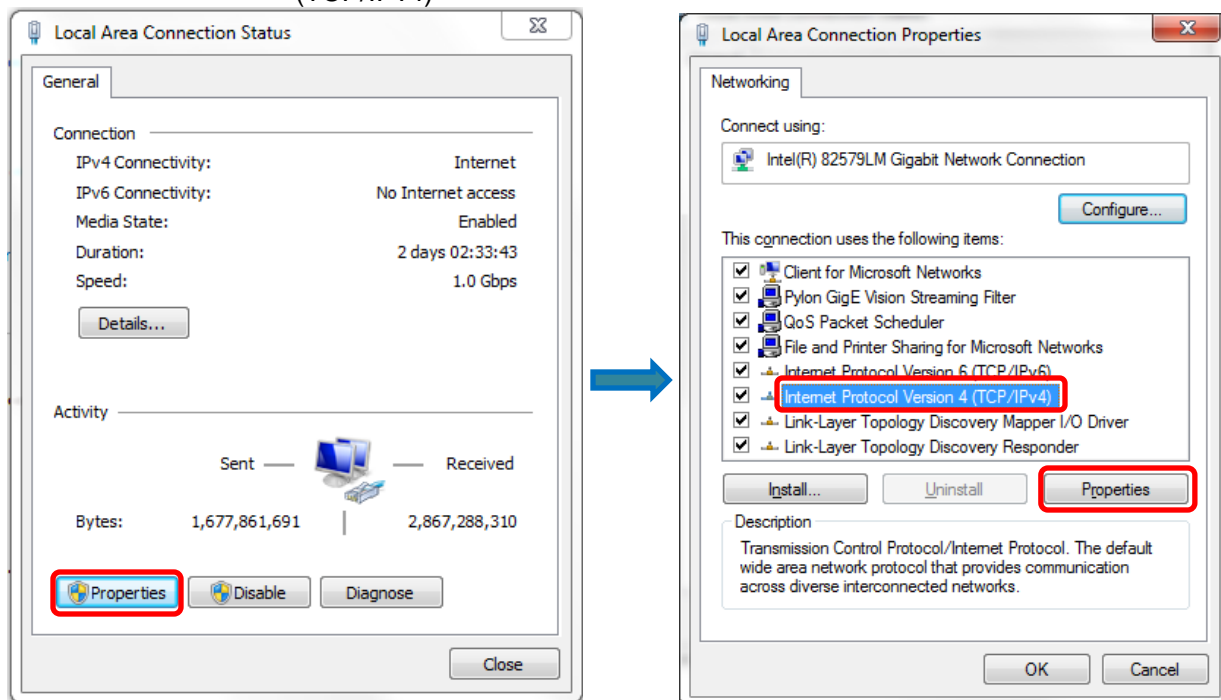 (TCP/IPv4)
Local Area Connection Status
General
Connection
IPv4 Connectivity: Internet
IPv6 Connectivity: No Internet access
Media State: Enabled
Duration: 2 days 02:33:43
Speed: 1.0 Gbps
Details...
Activity
Sent Received
Bytes: 1,677,861,691 2,867,288,310
Properties Disable Diagnose
Close
Local Area Connection Properties
Networking
Connect using:
Intel(R) 82579LM Gigabit Network Connection
Configure...
This connection uses the following items:
Client for Microsoft Networks
Pylon GigE Vision Streaming Filter
QoS Packet Scheduler
File and Printer Sharing for Microsoft Networks
Internet Protocol Version 6 (TCP/IPv6)
Internet Protocol Version 4 (TCP/IPv4)
Link-Layer Topology Discovery Mapper I/O Driver
Link-Layer Topology Discovery Responder
Install... Uninstall Properties
Description
Transmission Control Protocol/Internet Protocol. The default
wide area network protocol that provides communication
across diverse interconnected networks.
OK Cancel